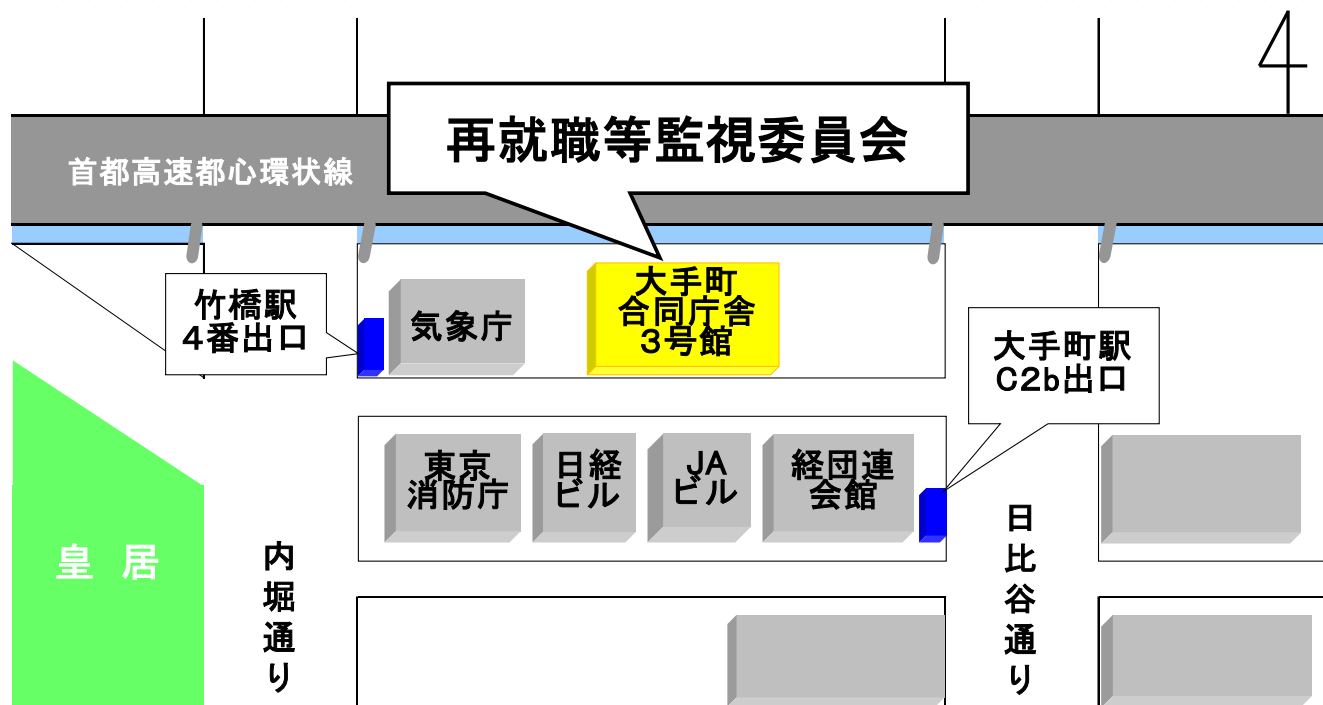 再就職等監視委員会
首都高速都心環状線
竹橋駅
4番出口
気象庁
大手町
合同庁舎
3号館
大手町駅
C2b出口
東京
消防庁
日経
ビル
JA
ビル
経団連
会館
皇居
内堀通り
日比谷通り